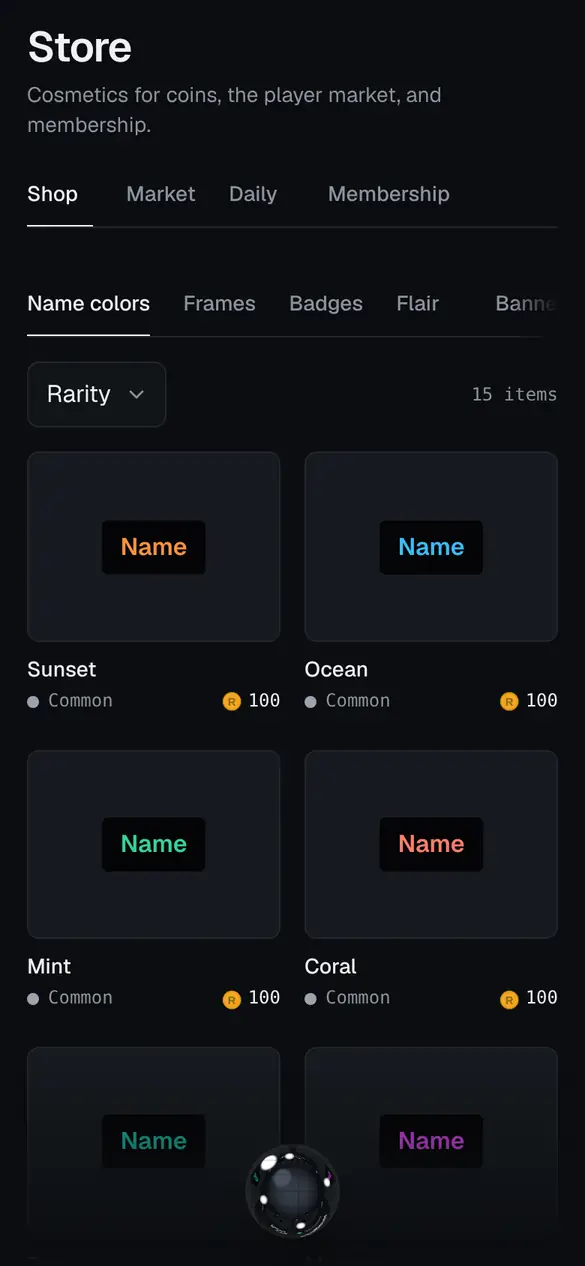 Store
Cosmetics for coins, the player market, and
membership.
Shop Market Daily Membership
Name colors Frames Badges Flair Banne
Rarity 15 items
Name Name
Sunset Ocean
Common R 100 Common R 100
Name Name
Mint Coral
Common R 100 Common R 100
Name Name